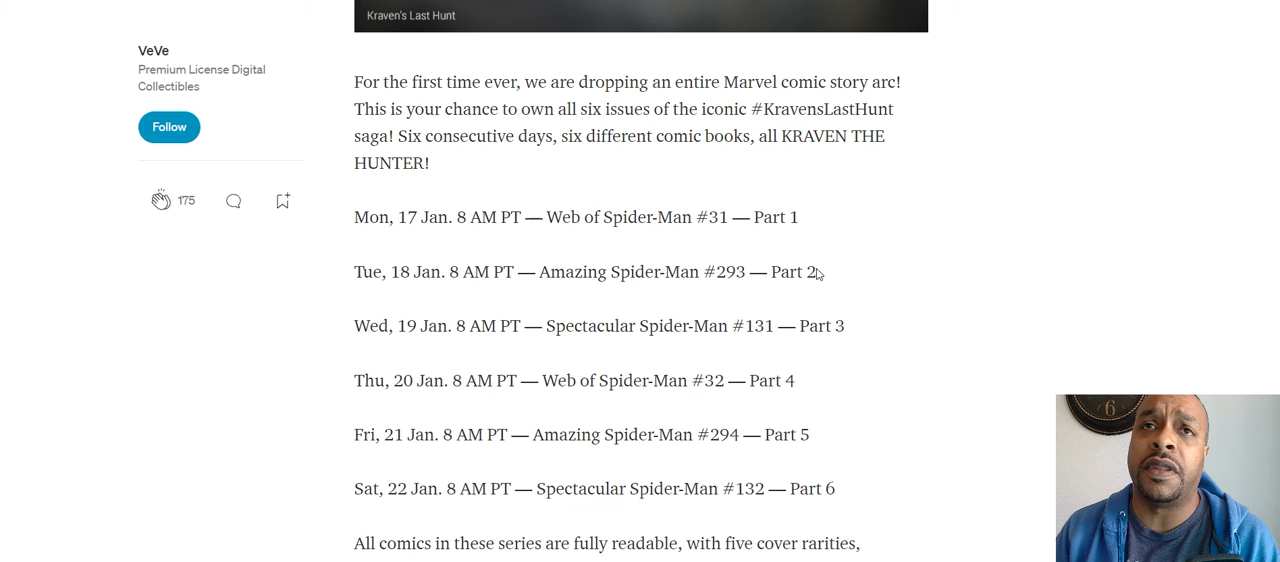 Kraven's Last Hunt
VeVe
Premium License Digital
Collectibles
Follow
175
For the first time ever, we are dropping an entire Marvel comic story arc!
This is your chance to own all six issues of the iconic #KravensLastHunt
saga! Six consecutive days, six different comic books, all KRAVEN THE
HUNTER!
Mon, 17 Jan. 8 AM PT — Web of Spider-Man #31 — Part 1
Tue, 18 Jan. 8 AM PT — Amazing Spider-Man #293 — Part 2
Wed, 19 Jan. 8 AM PT — Spectacular Spider-Man #131 — Part 3
Thu, 20 Jan. 8 AM PT — Web of Spider-Man #32 — Part 4
Fri, 21 Jan. 8 AM PT — Amazing Spider-Man #294 — Part 5
Sat, 22 Jan. 8 AM PT — Spectacular Spider-Man #132 — Part 6
All comics in these series are fully readable, with five cover rarities,
6